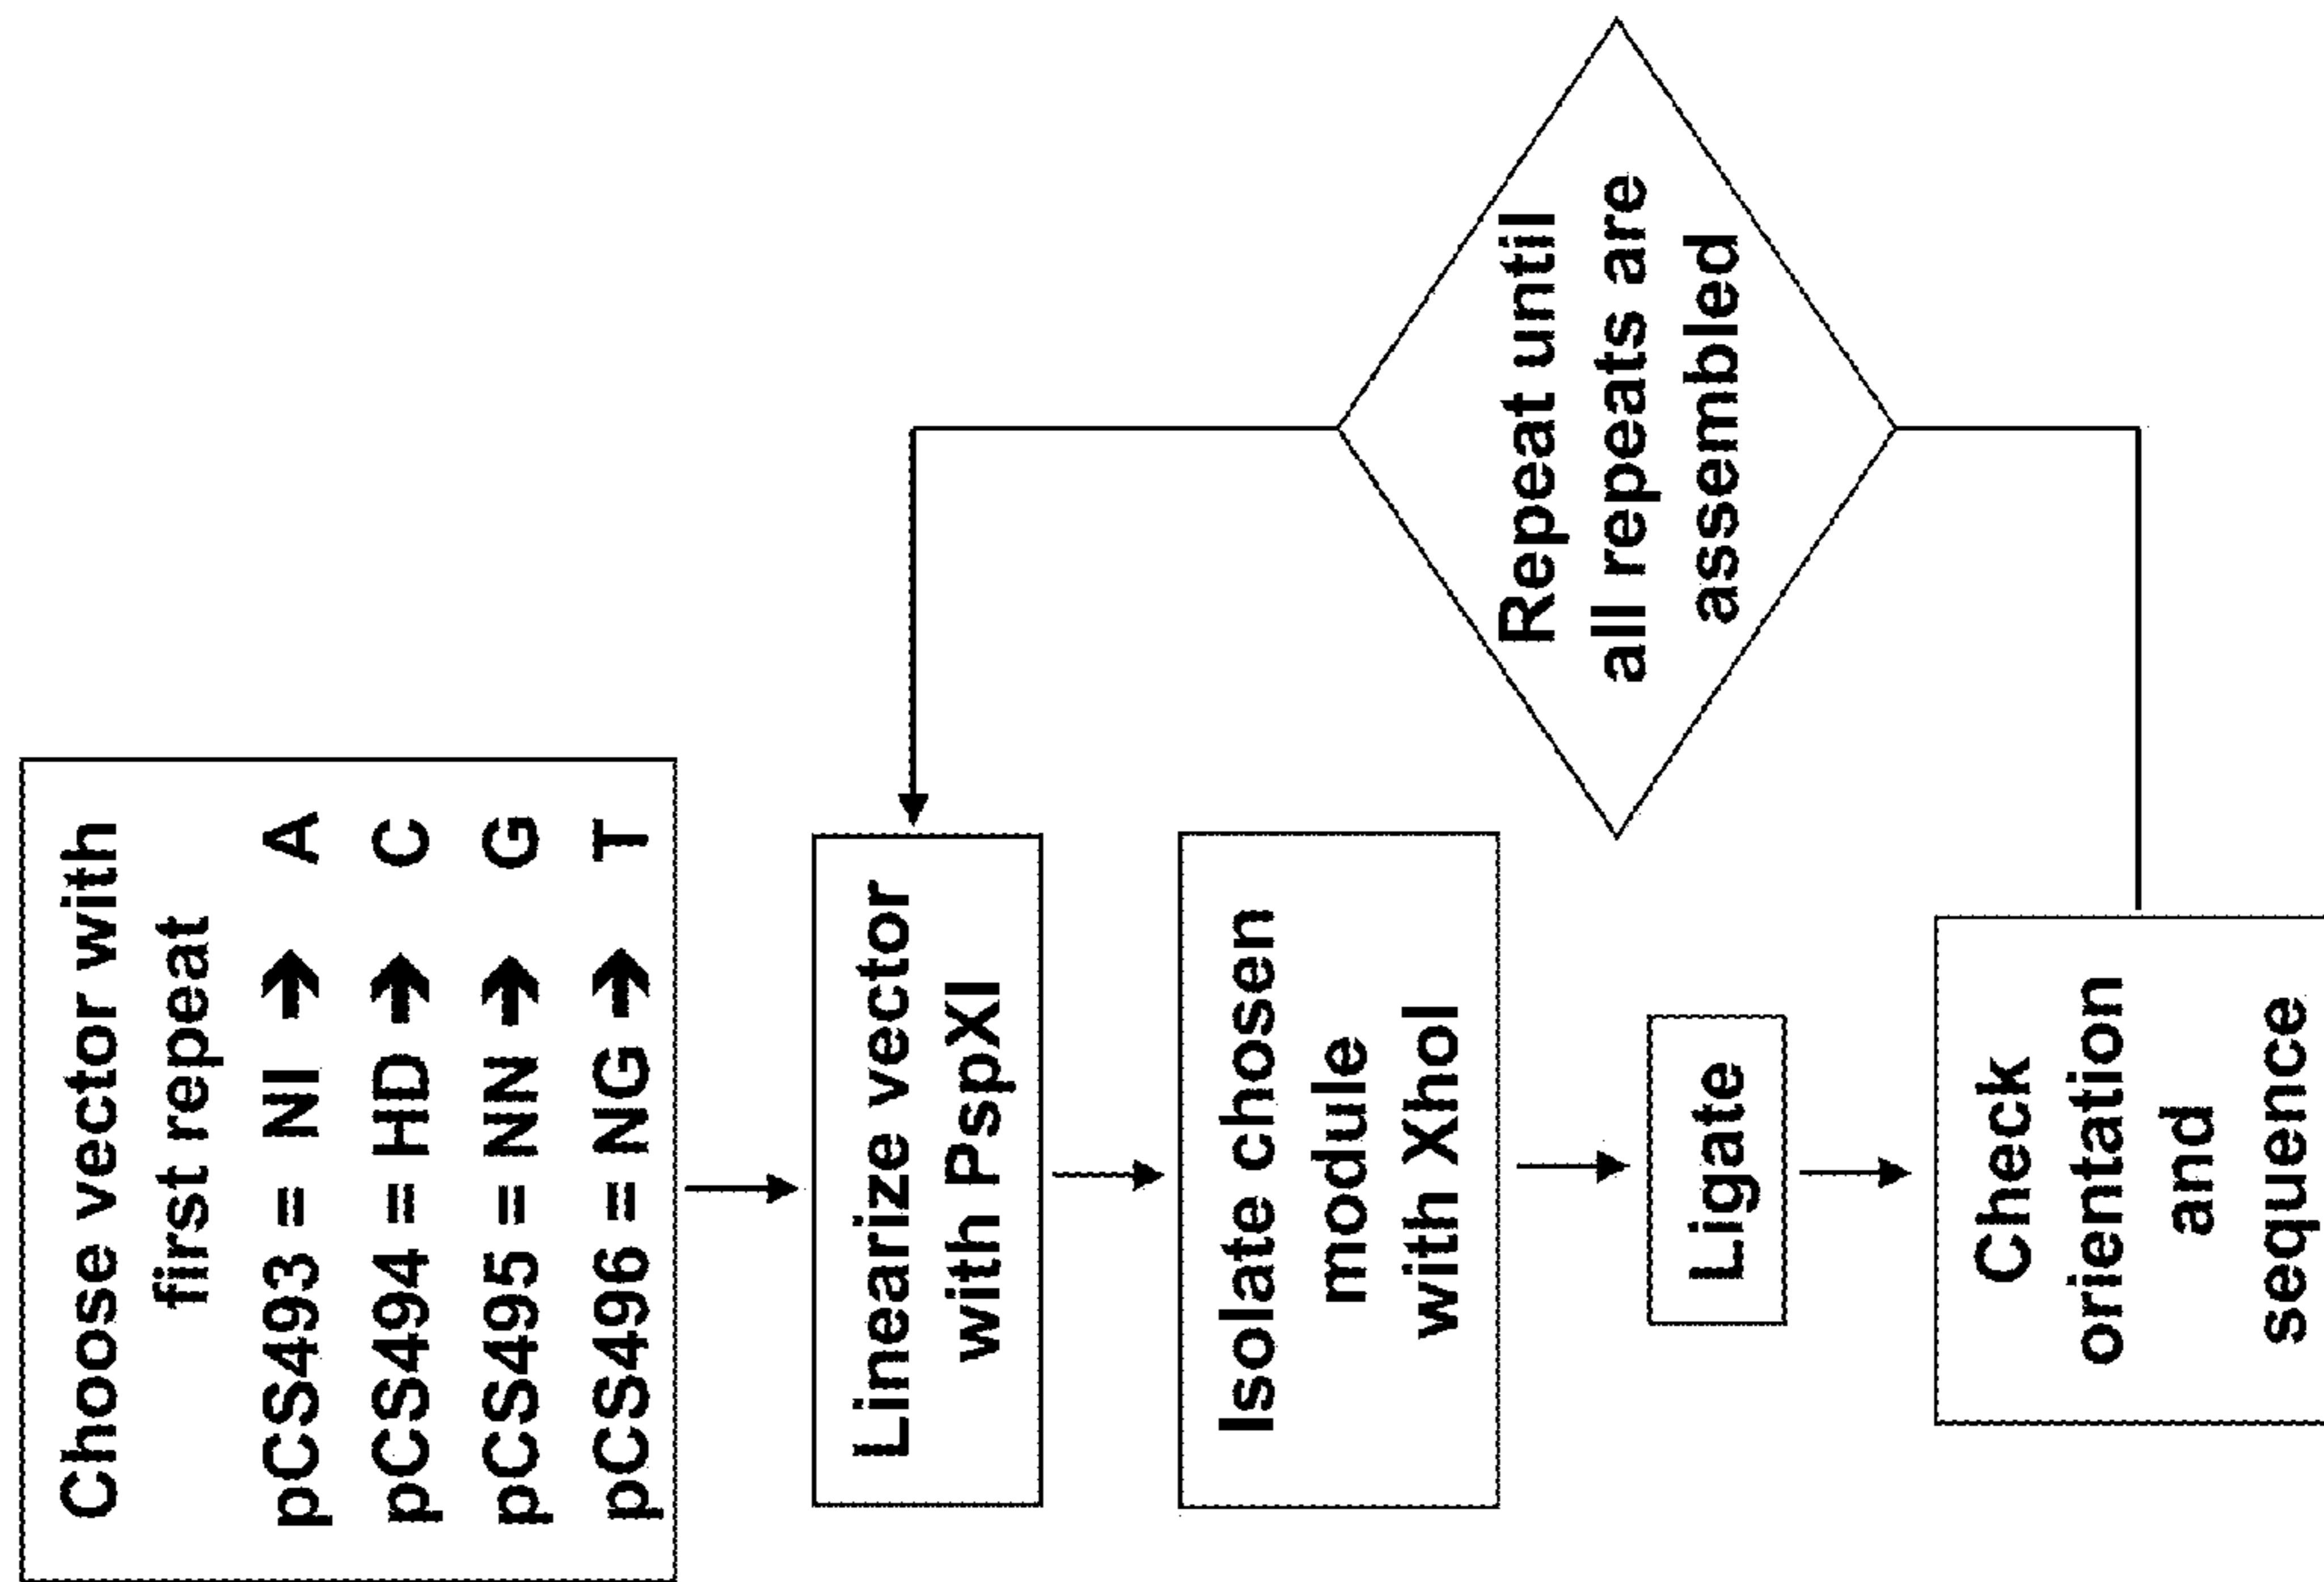 Choose vector with
first repeat
pCS493 = NI ➔ A
pCS494 = HD ➔ C
pCS495 = NN ➔ G
pCS496 = NG ➔ T
Linearize vector
with PspXI
Isolate chosen
module
with XhoI
Ligate
Check
orientation
and
sequence
Repeat until
all repeats are
assembled